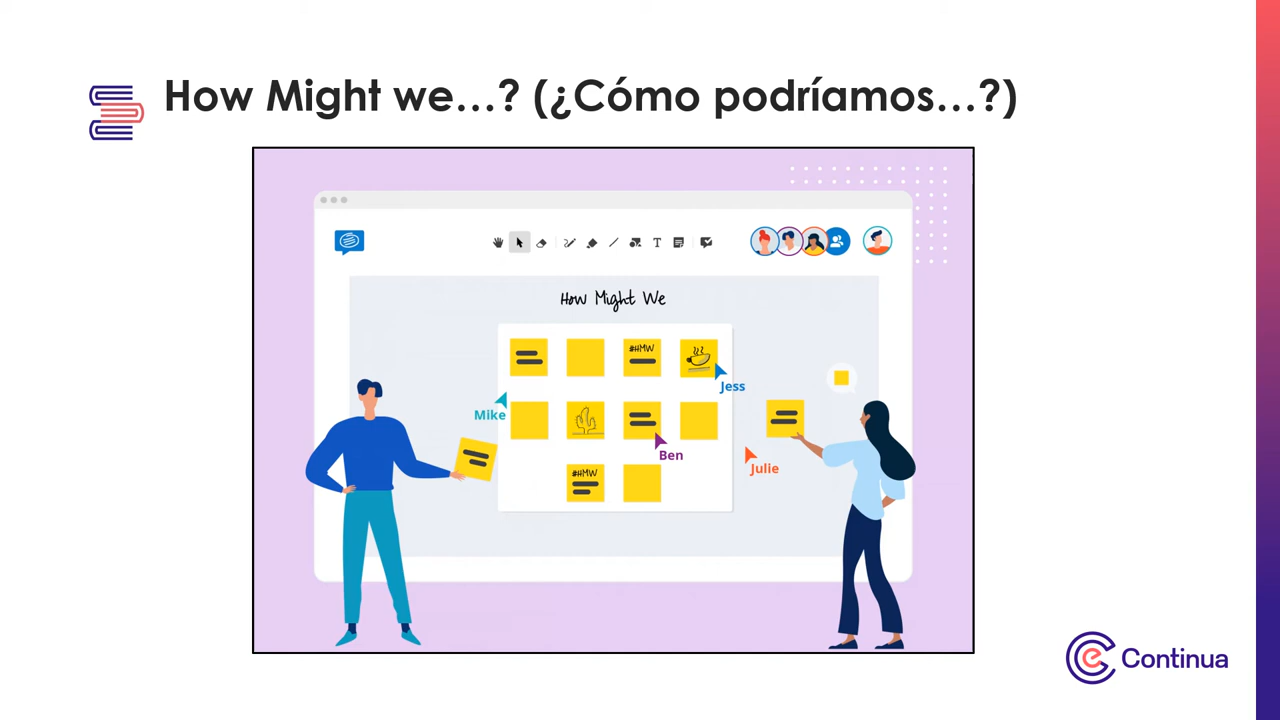 How Might we...? (¿Cómo podríamos...?)
How Might We
#HMW
Jess
Mike
Ben
Julie
#HMW
Continua